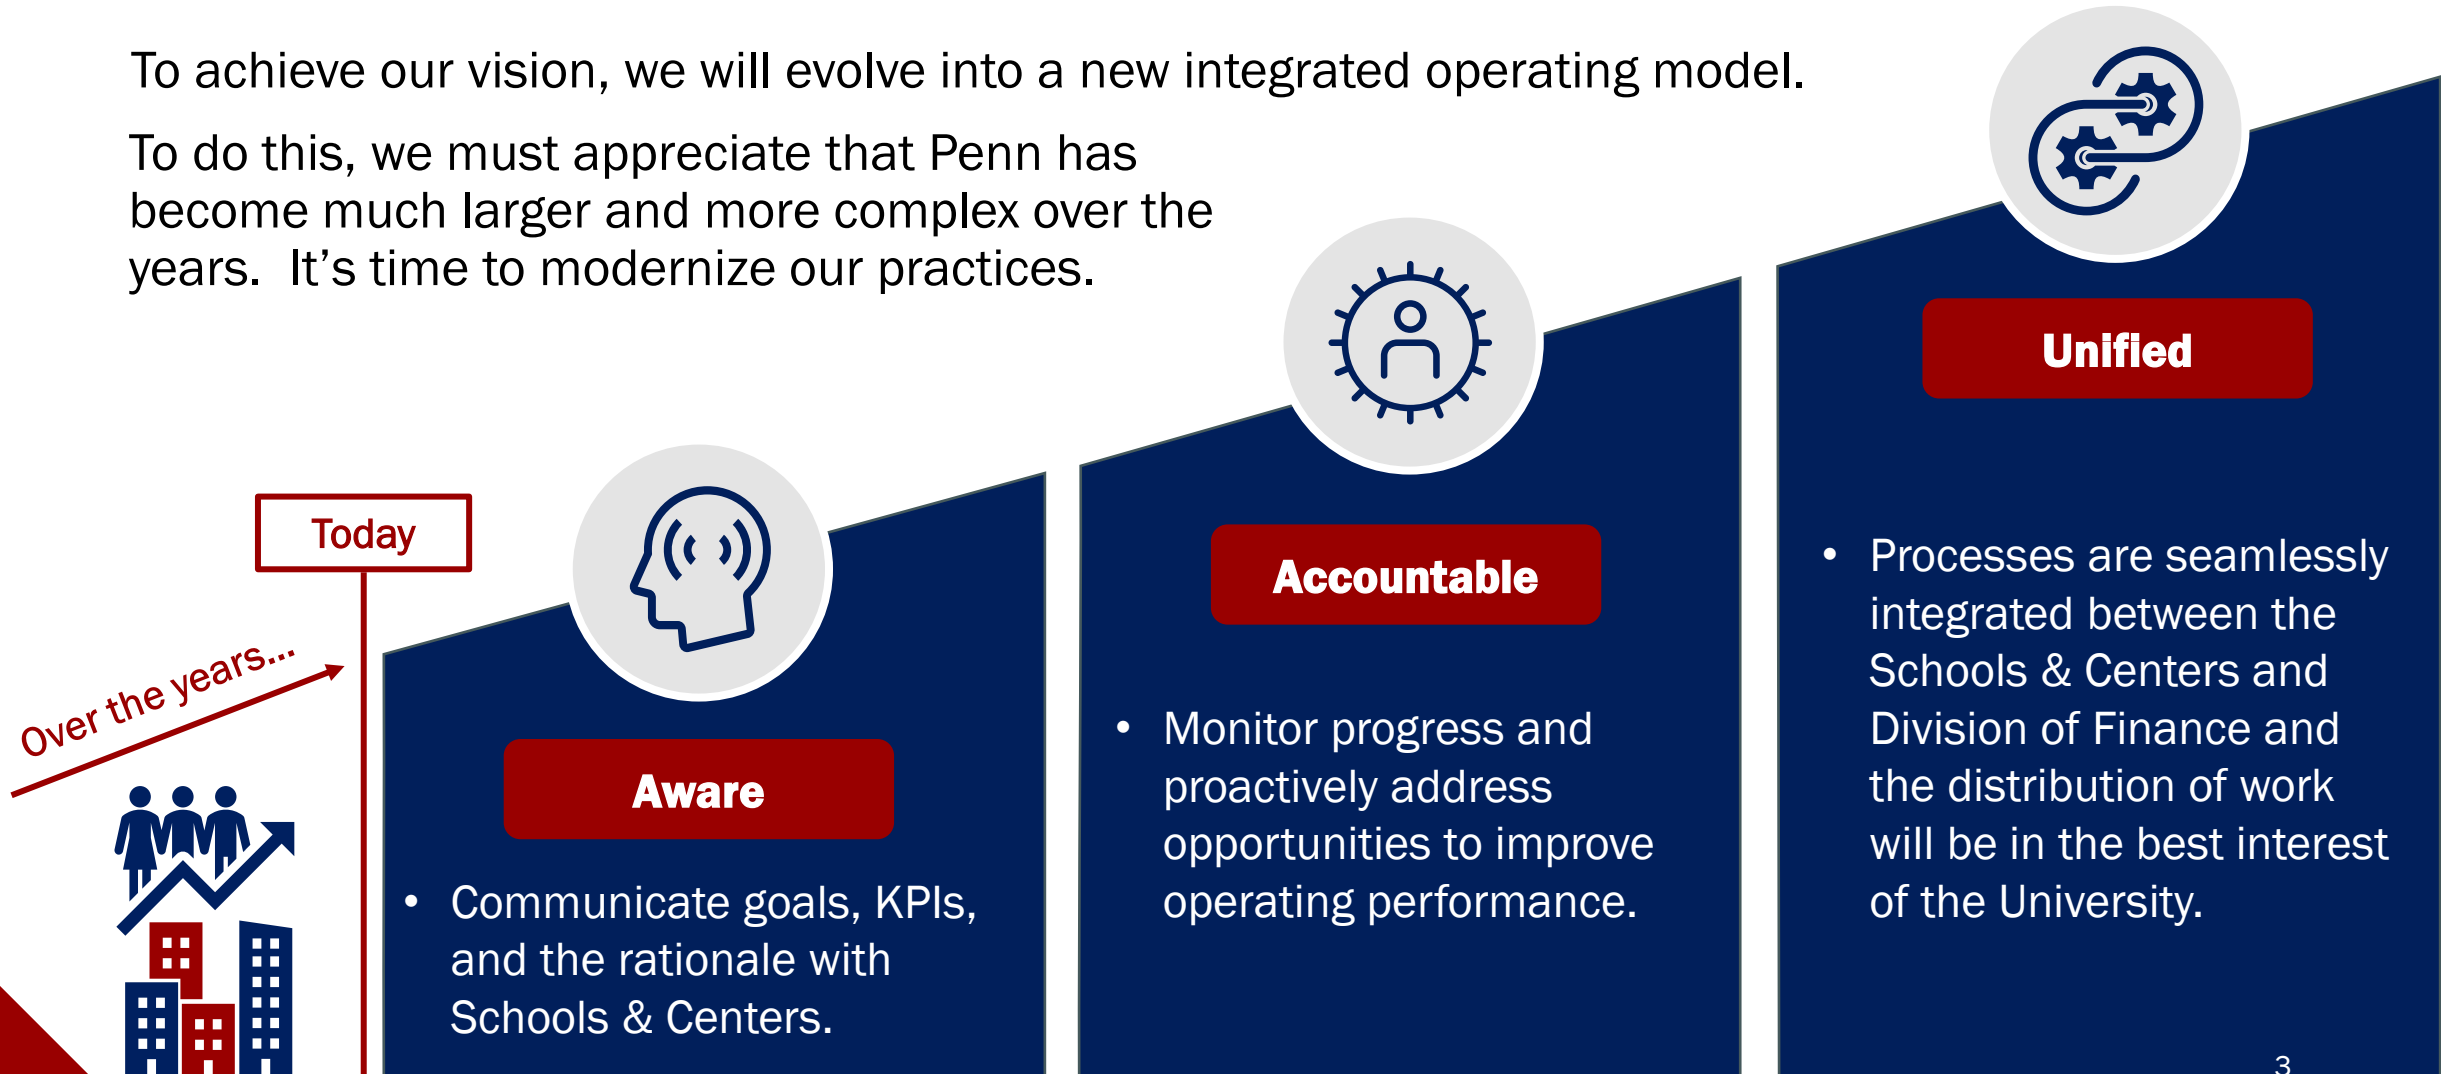 To achieve our vision, we will evolve into a new integrated operating model.
To do this, we must appreciate that Penn has
become much larger and more complex over the
years.  It’s time to modernize our practices.
Over the years...
Today
Aware
• Communicate goals, KPIs,
and the rationale with
Schools & Centers.
Accountable
• Monitor progress and
proactively address
opportunities to improve
operating performance.
Unified
• Processes are seamlessly
integrated between the
Schools & Centers and
Division of Finance and
the distribution of work
will be in the best interest
of the University.
3